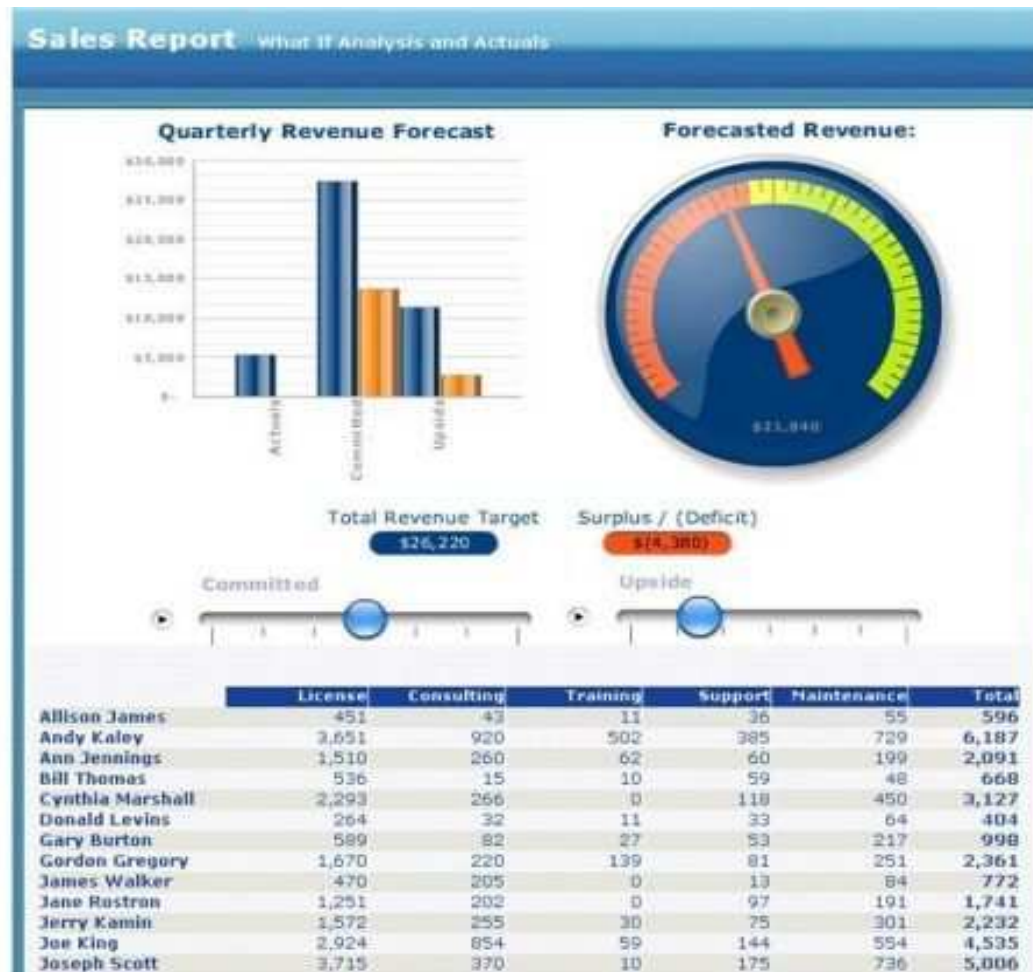 Sales Report What If Analysis and Actuals
Quarterly Revenue Forecast
Forecasted Revenue:
$30,000
$25,000
$20,000
$15,000
$10,000
$5,000
$-
Actuals
Committed
Upside
$21,840
Total Revenue Target
Surplus / (Deficit)
$26,220
$(4,380)
Committed
Upside
License Consulting Training Support Maintenance Total
Allison James 451 43 11 36 55 596
Andy Kaley 3,651 920 502 385 729 6,187
Ann Jennings 1,510 260 62 60 199 2,091
Bill Thomas 536 15 10 59 48 668
Cynthia Marshall 2,293 266 0 118 450 3,127
Donald Levins 264 32 11 33 64 404
Gary Burton 589 82 27 53 217 998
Gordon Gregory 1,670 220 139 81 251 2,361
James Walker 470 205 0 13 84 772
Jane Rostron 1,251 202 0 97 191 1,741
Jerry Kamin 1,572 255 30 75 301 2,232
Joe King 2,924 854 59 144 554 4,535
Joseph Scott 3,715 370 10 175 736 5,006